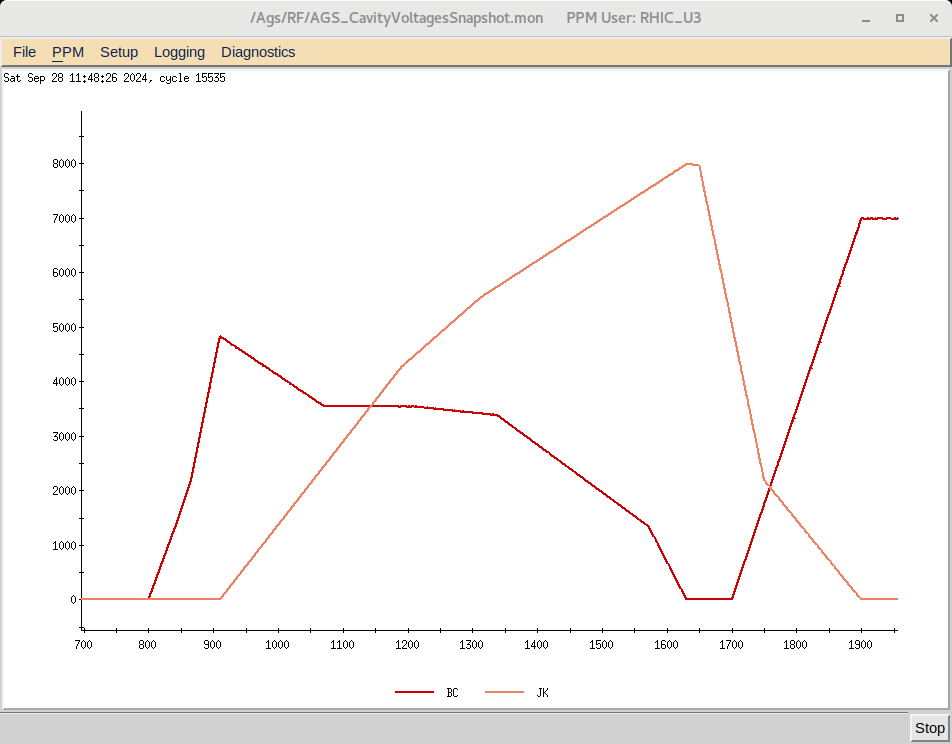 /Ags/RF/AGS_CavityVoltagesSnapshot.mon PPM User: RHIC_U3
File PPM Setup Logging Diagnostics
Sat Sep 28 11:48:26 2024, cycle 15535
8000
7000
6000
5000
4000
3000
2000
1000
0
700 800 900 1000 1100 1200 1300 1400 1500 1600 1700 1800 1900
BC JK
Stop